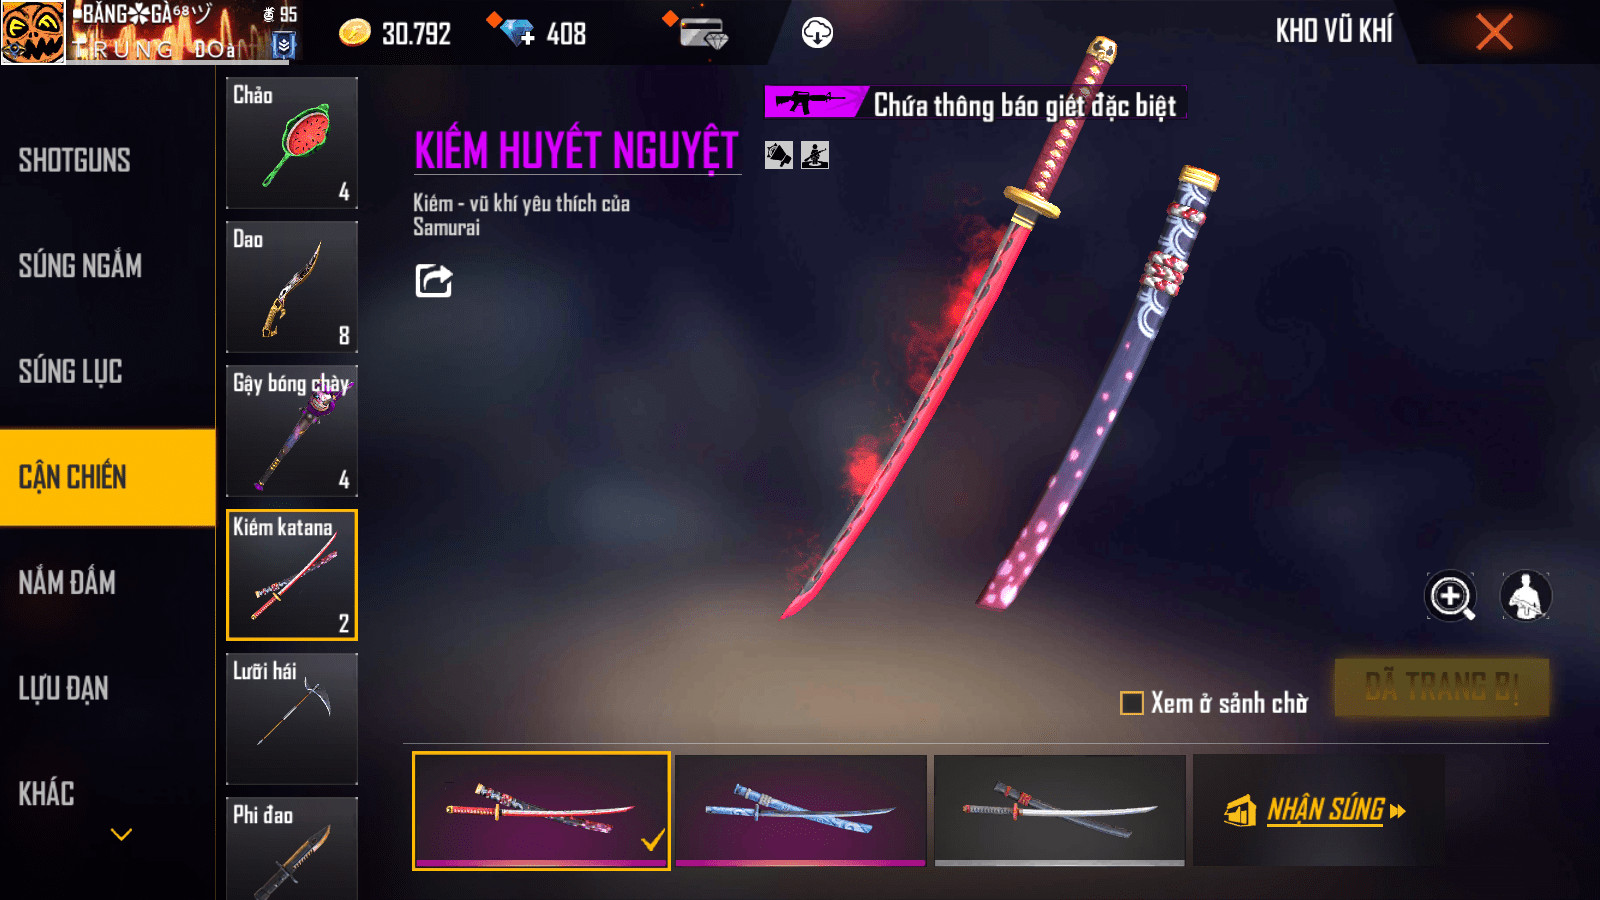 BĂNG✲GÀ⁶⁸ヅ
95
TRUNG ĐOà
30.792
408
KHO VŨ KHÍ
SHOTGUNS
SÚNG NGẮM
SÚNG LỤC
CẬN CHIẾN
NẮM ĐẤM
LỰU ĐẠN
KHÁC
Chảo
4
Dao
8
Gậy bóng chày
4
Kiếm katana
2
Lưỡi hái
Phi đao
KIẾM HUYẾT NGUYỆT
Chứa thông báo giết đặc biệt
Kiếm - vũ khí yêu thích của
Samurai
Xem ở sảnh chờ
ĐÃ TRANG BỊ
NHẬN SÚNG